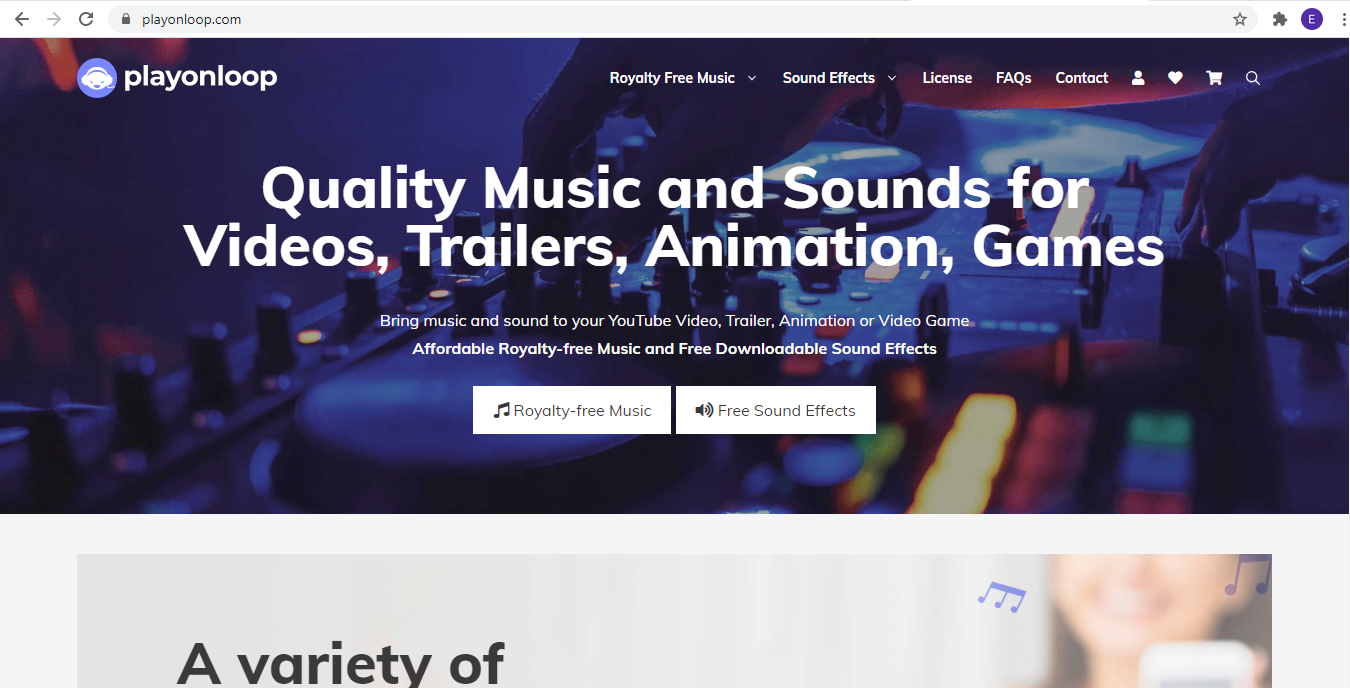 playonloop.com
E
playonloop
Royalty Free Music Sound Effects License FAQs Contact
Quality Music and Sounds for
Videos, Trailers, Animation, Games
Bring music and sound to your YouTube Video, Trailer, Animation or Video Game
Affordable Royalty-free Music and Free Downloadable Sound Effects
Royalty-free Music Free Sound Effects
A variety of